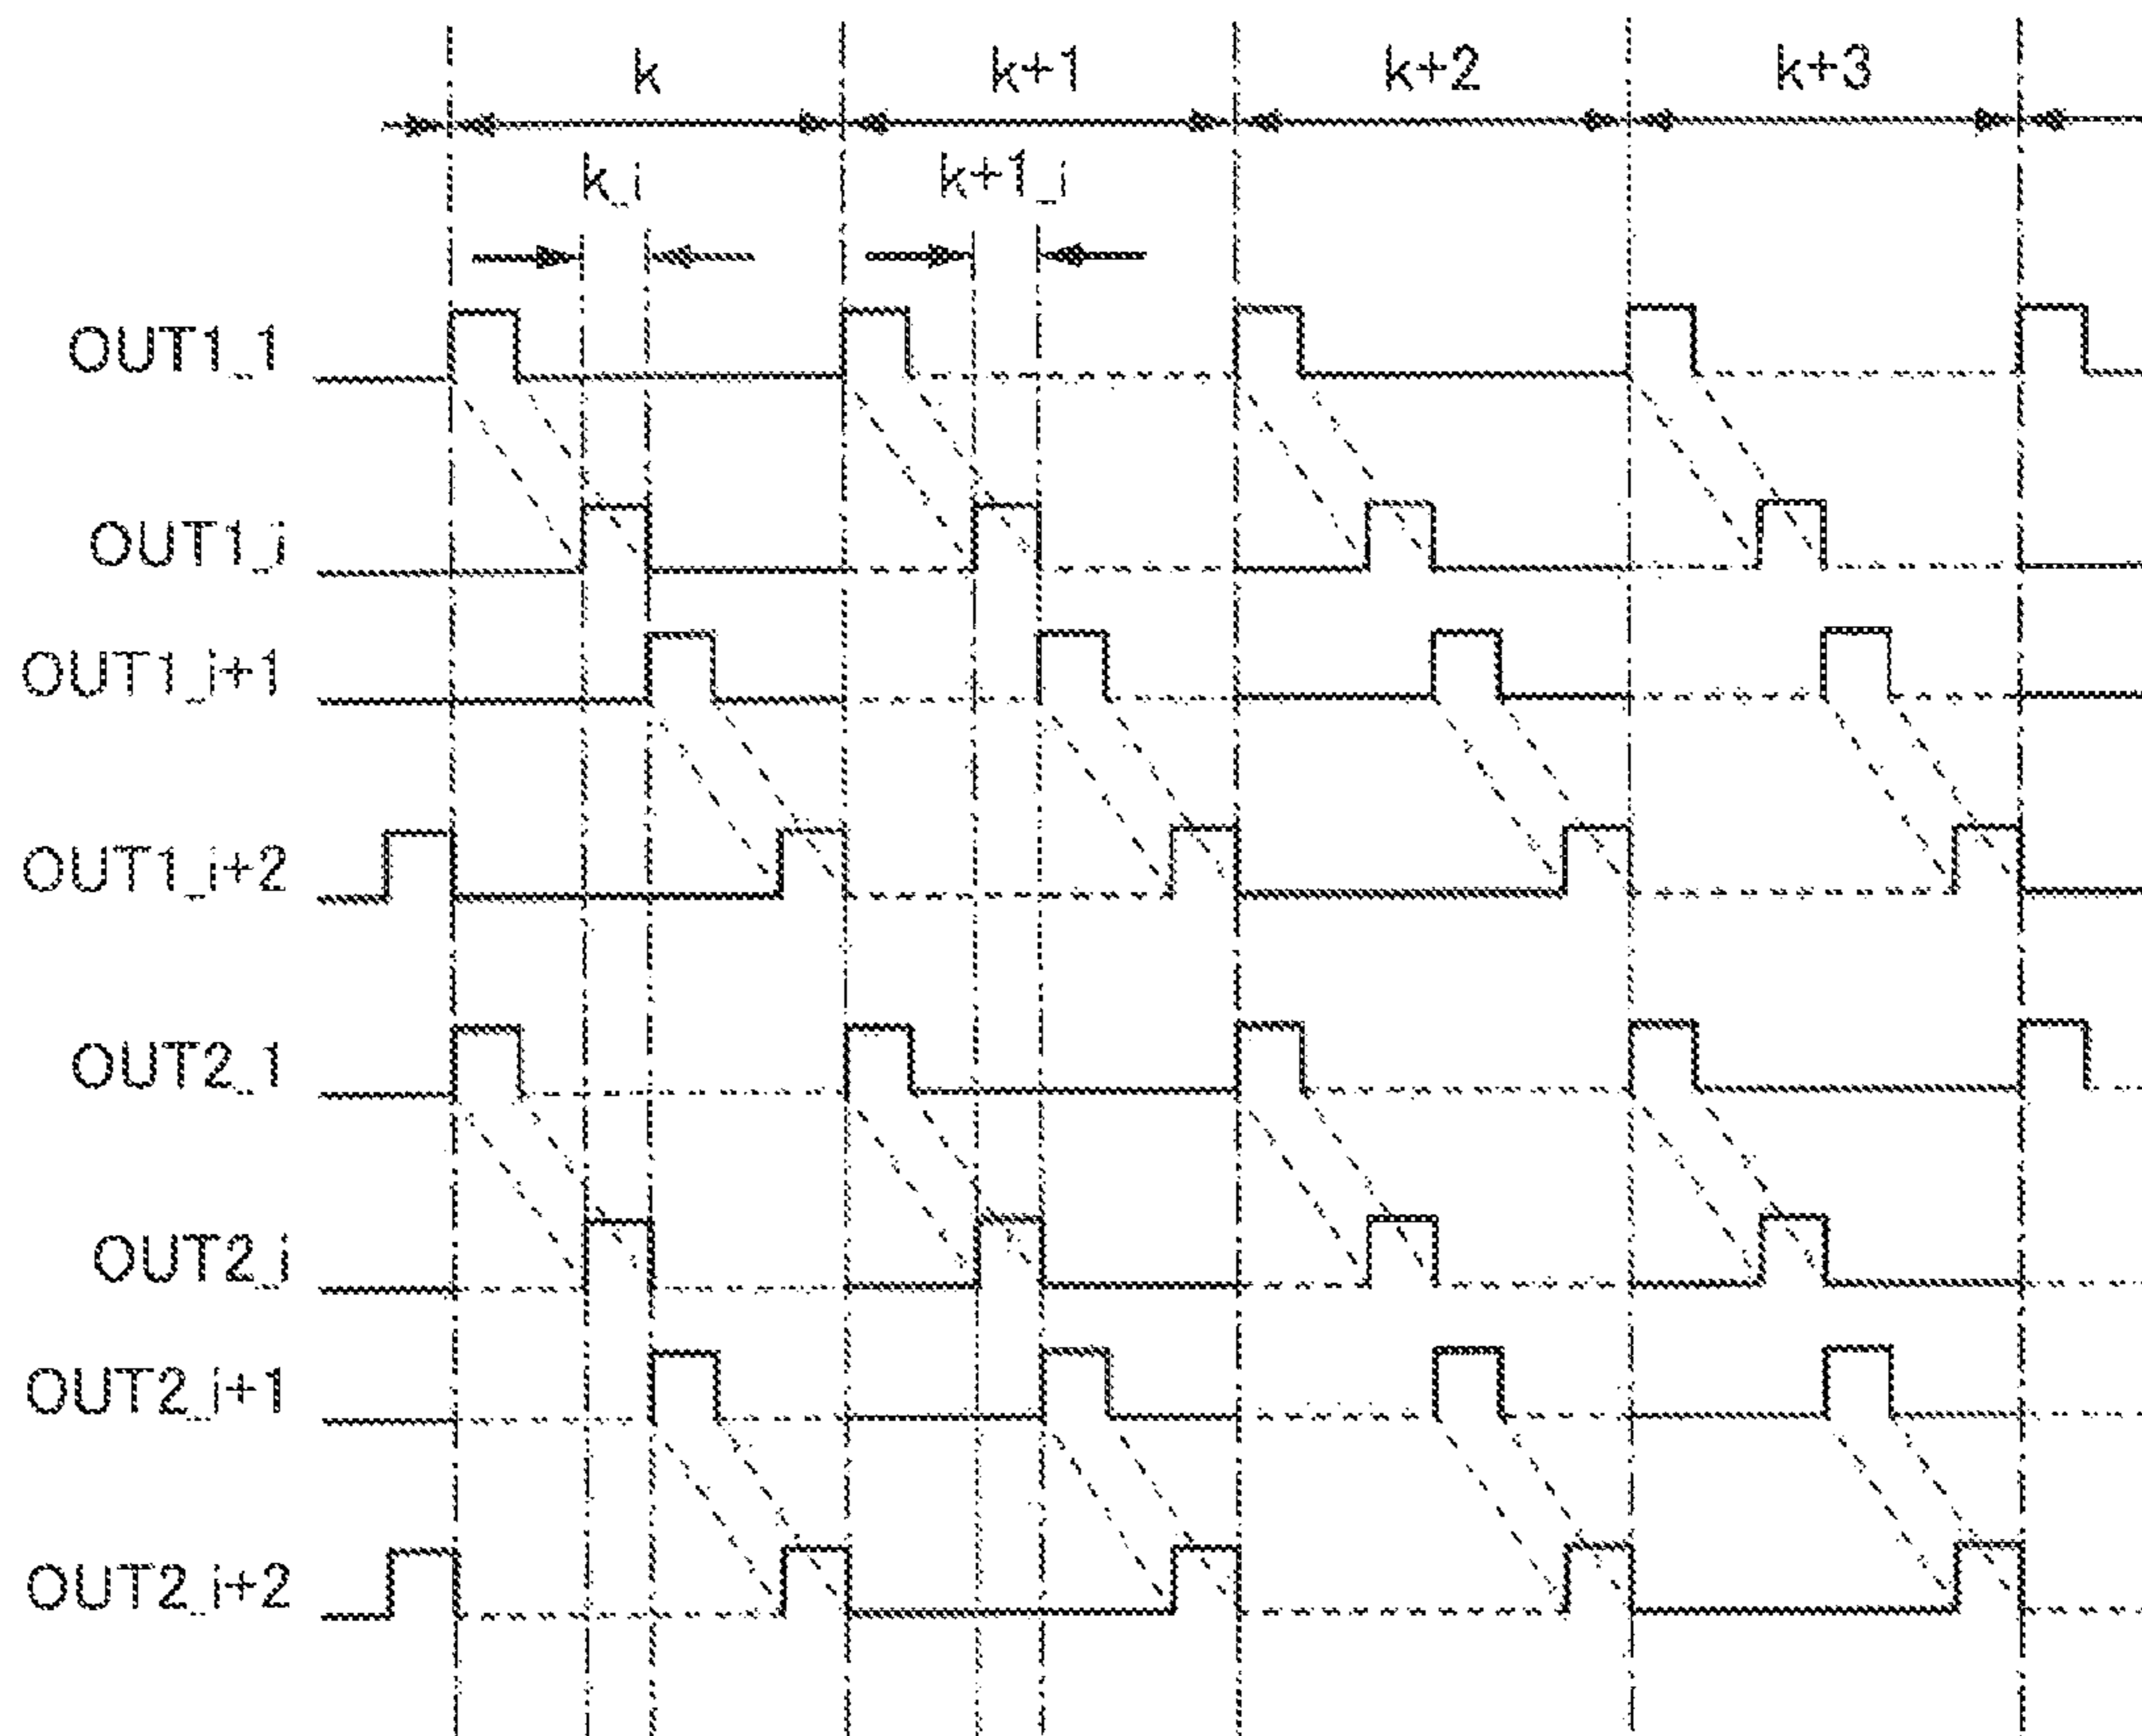 k k+1 k+2 k+3
k_i k+1_i
OUT1_1
OUT1_i
OUT1_i+1
OUT1_i+2
OUT2_1
OUT2_i
OUT2_i+1
OUT2_i+2